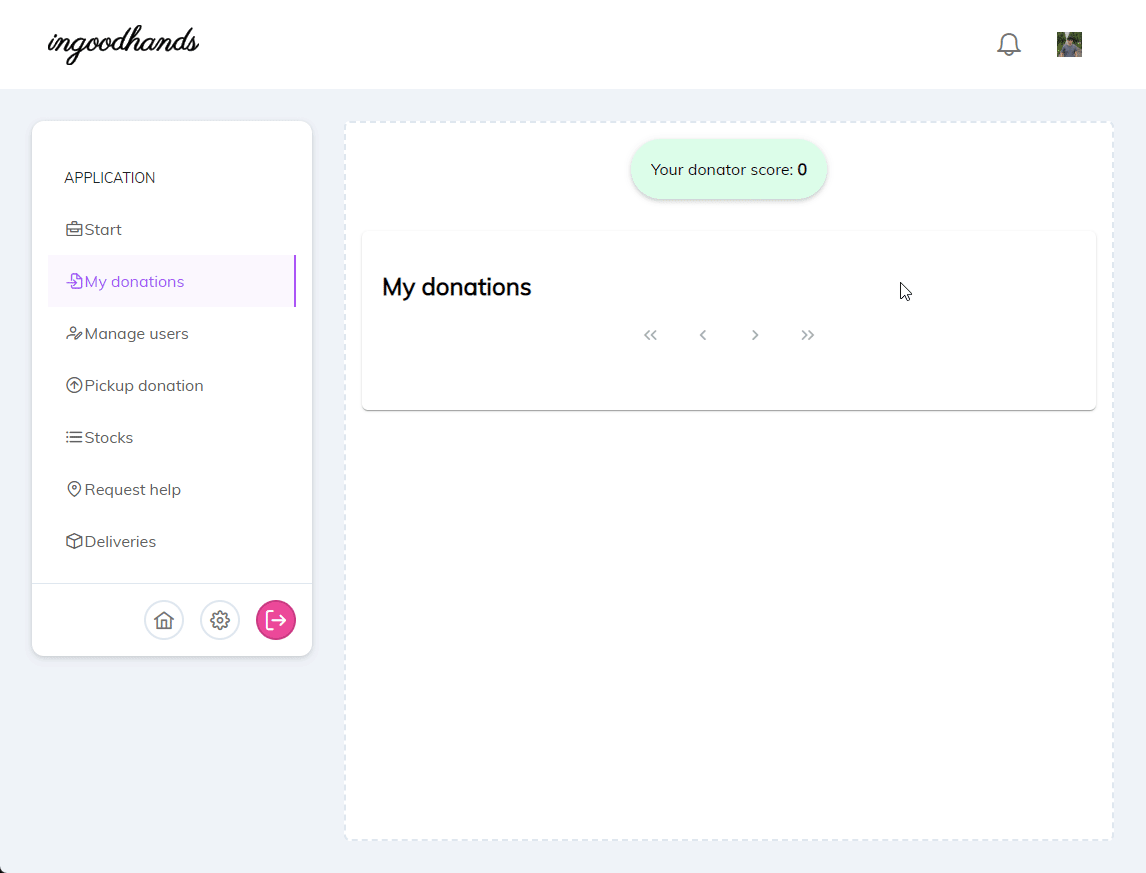 ingoodhands
APPLICATION
Start
My donations
Manage users
Pickup donation
Stocks
Request help
Deliveries
Your donator score: 0
My donations